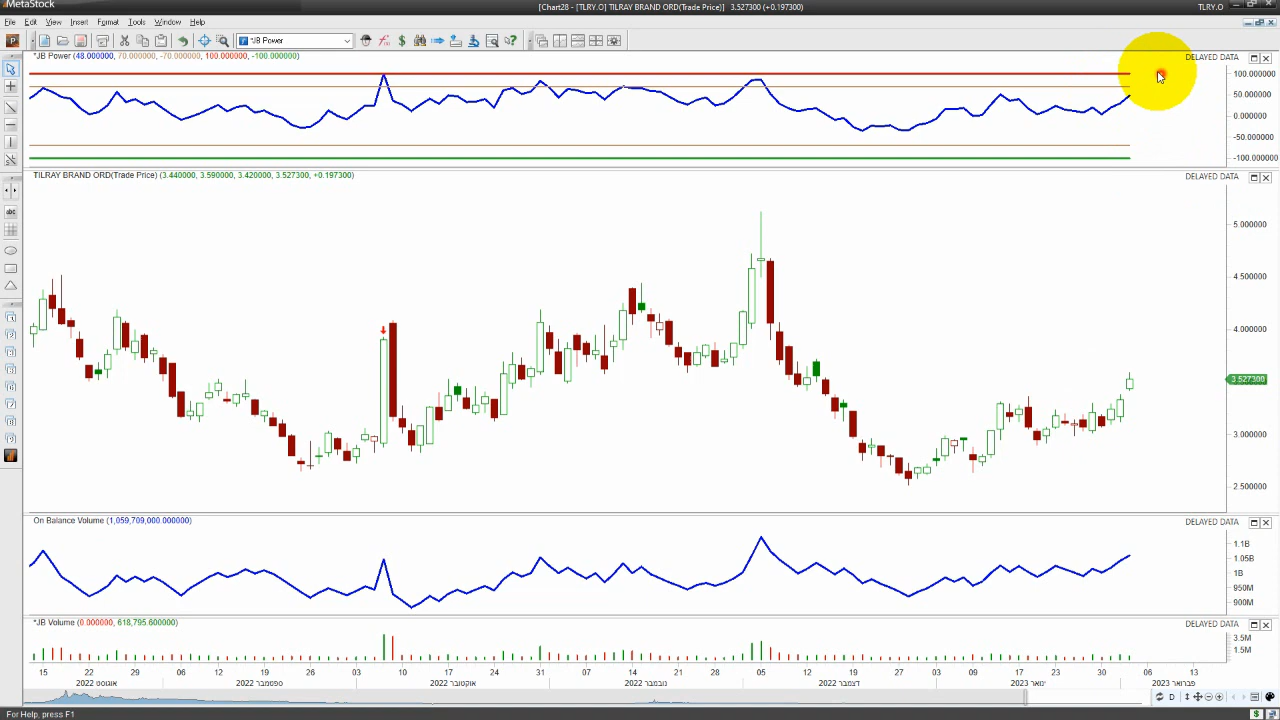 MetaStock
[Chart28 - [TLRY.O] TILRAY BRAND ORD(Trade Price)] 3.527300 (+0.197300)
TLRY.O
File Edit View Insert Format Tools Window Help
P
*JB Power
*JB Power (48.000000, 70.000000, -70.000000, 100.000000, -100.000000)
DELAYED DATA
100.000000
50.000000
0.000000
-50.000000
-100.000000
TILRAY BRAND ORD(Trade Price) (3.440000, 3.590000, 3.420000, 3.527300, +0.197300)
DELAYED DATA
abc
5.000000
4.500000
4.000000
3.527300
3.000000
2.500000
On Balance Volume (1,059,709,000.000000)
DELAYED DATA
1.1B
1.05B
1B
950M
900M
*JB Volume (0.000000, 618,795.600000)
DELAYED DATA
3.5M
1.5M
15 22 29 06 12 19 26 03 10 17 24 31 07 14 21 28 05 12 19 27 03 09 17 23 30 06 13
אוגוסט 2022 ספטמבר 2022 אוקטובר 2022 נובמבר 2022 דצמבר 2022 ינואר 2023 פברואר 2023
D
For Help, press F1